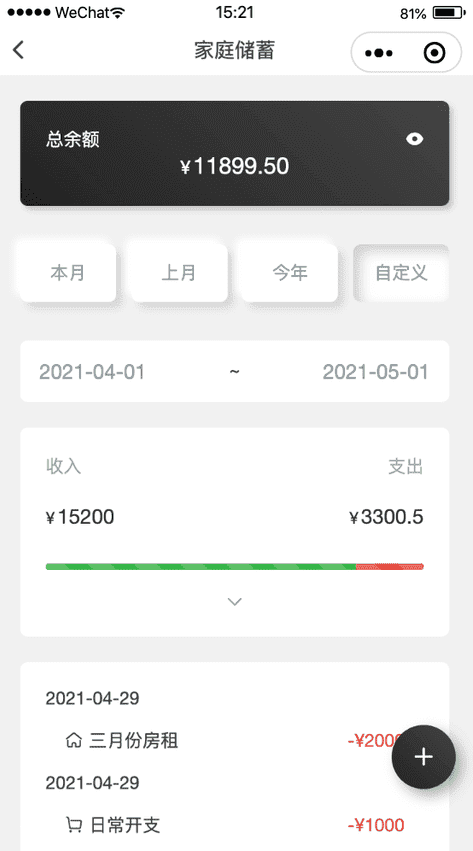 WeChat 15:21 81%
家庭储蓄
总余额
¥11899.50
本月 上月 今年 自定义
2021-04-01 ~ 2021-05-01
收入 支出
¥15200 ¥3300.5
2021-04-29
三月份房租 -¥2000
2021-04-29
日常开支 -¥1000